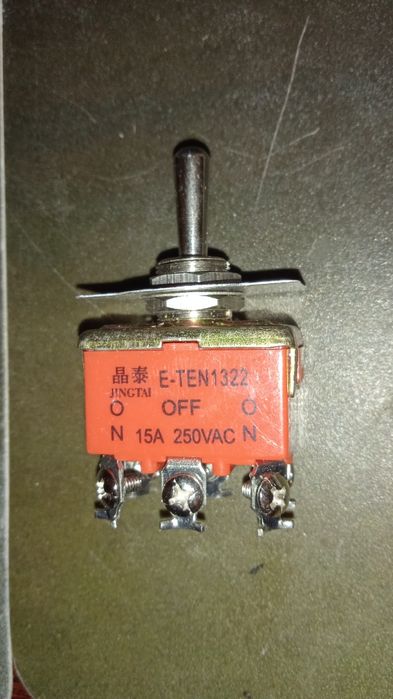 晶泰 E-TEN1322
JINGTAI
O OFF O
N 15A 250VAC N